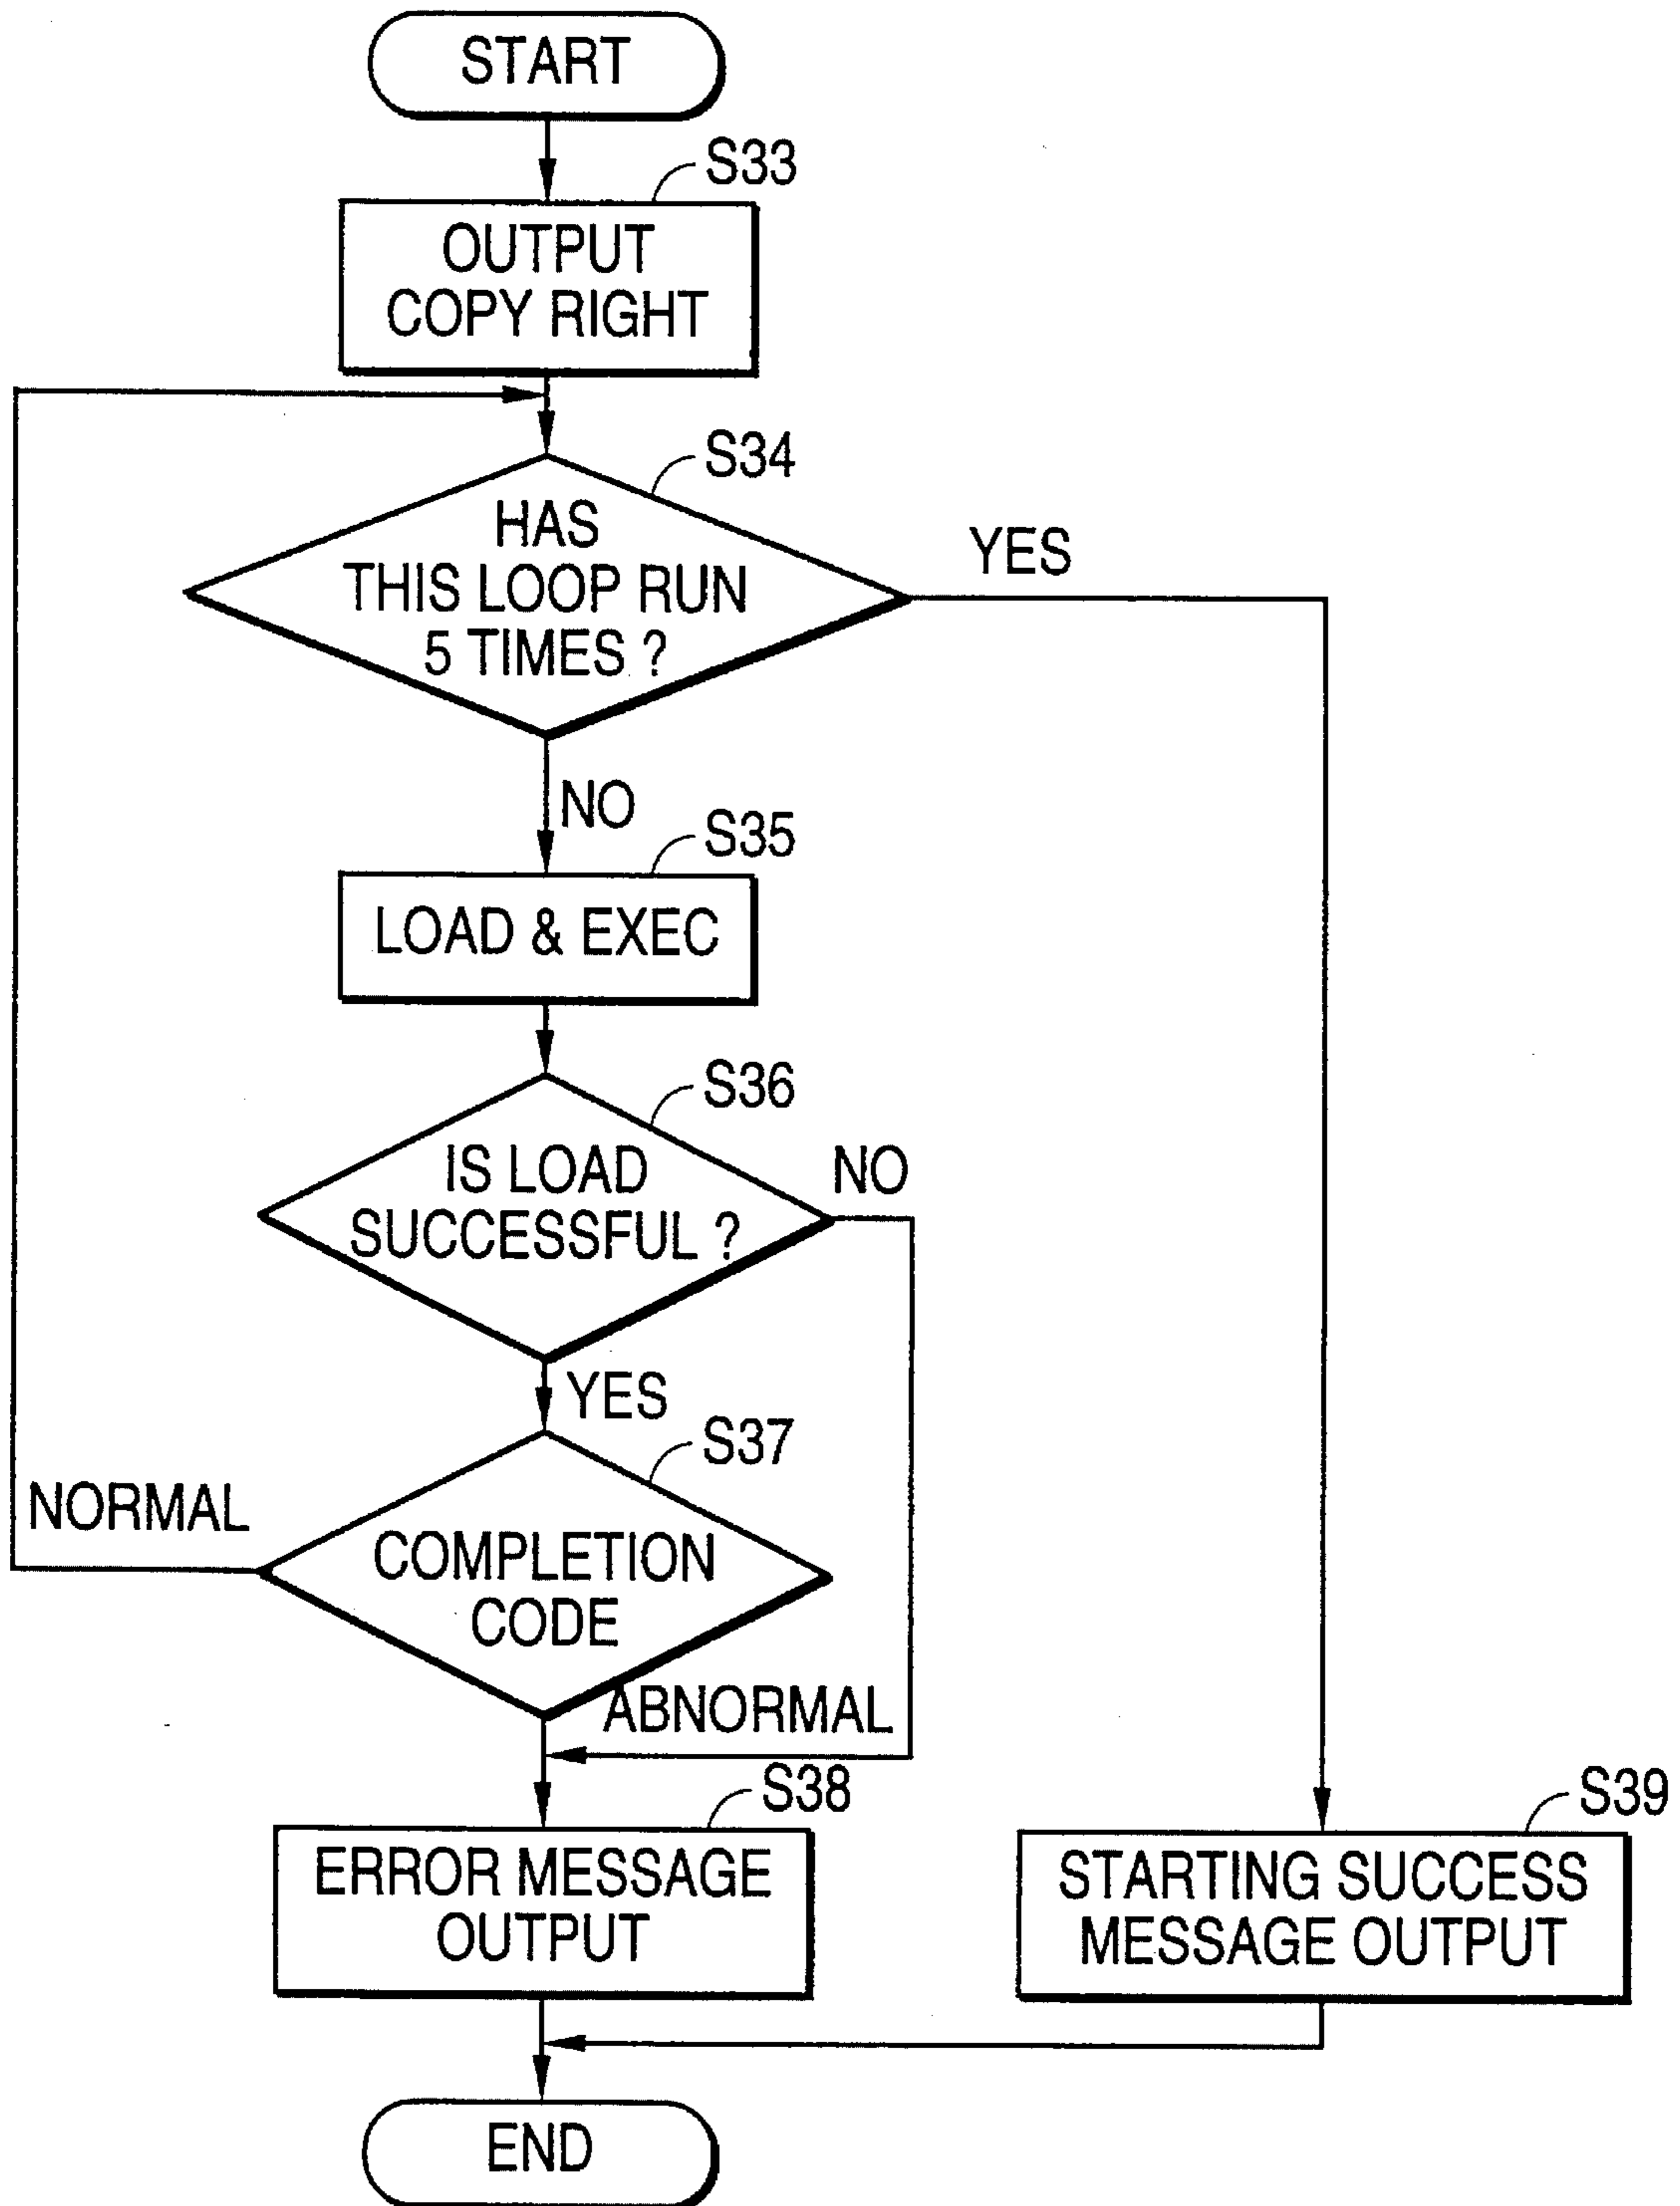 START
S33
OUTPUT
COPY RIGHT
S34
HAS
THIS LOOP RUN
5 TIMES ?
YES
NO
S35
LOAD & EXEC
S36
IS LOAD
SUCCESSFUL ?
NO
YES
S37
NORMAL
COMPLETION
CODE
ABNORMAL
S38
ERROR MESSAGE
OUTPUT
S39
STARTING SUCCESS
MESSAGE OUTPUT
END